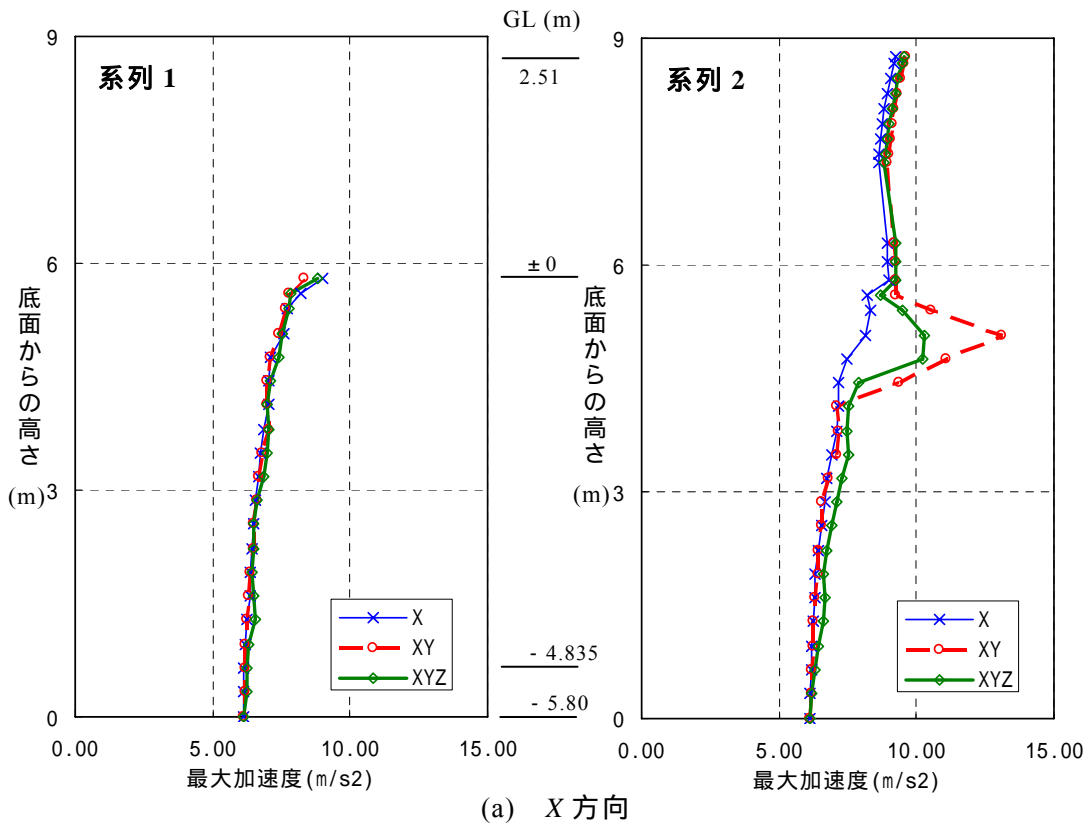 GL (m)
9
系列 1
6
3
0
底面からの高さ
(m)
0.00
5.00
10.00
15.00
最大加速度(m/s2)
X
XY
XYZ
2.51
±0
- 4.835
- 5.80
9
系列 2
6
3
0
底面からの高さ
(m)
0.00
5.00
10.00
15.00
最大加速度(m/s2)
X
XY
XYZ
(a) X 方向